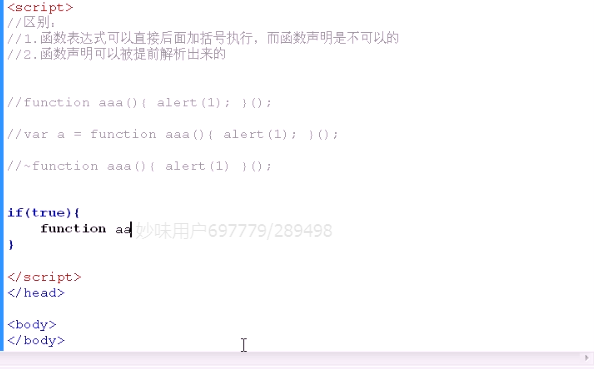 <script>
//区别:
//1.函数表达式可以直接后面加括号执行，而函数声明是不可以的
//2.函数声明可以被提前解析出来的
//function aaa(){ alert(1); }();
//var a = function aaa(){ alert(1); }();
//~function aaa(){ alert(1) }();
if(true){
function aa
妙味用户697779/289498
}
</script>
</head>
<body>
</body>